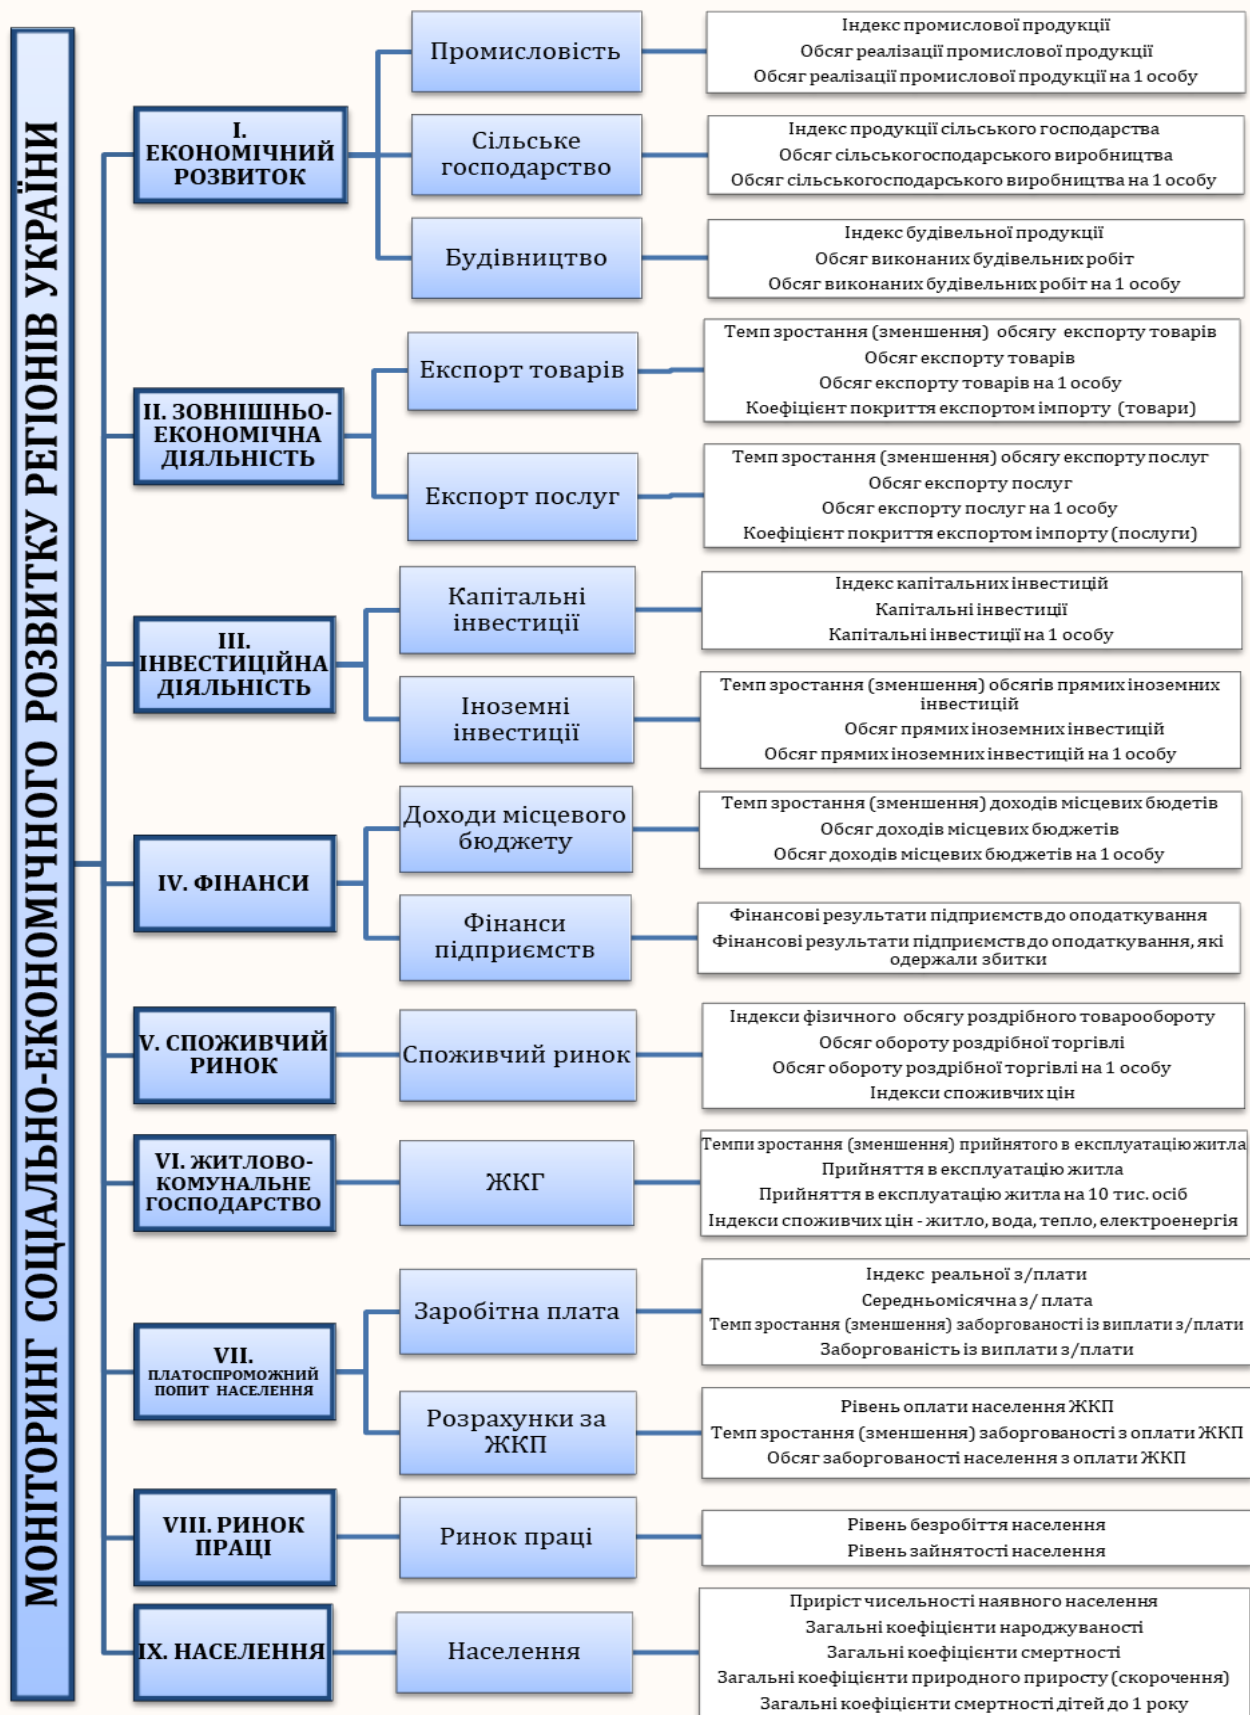 МОНІТОРИНГ СОЦІАЛЬНО-ЕКОНОМІЧНОГО РОЗВИТКУ РЕГІОНІВ УКРАЇНИ
I.
ЕКОНОМІЧНИЙ
РОЗВИТОК
Промисловість
Індекс промислової продукції
Обсяг реалізації промислової продукції
Обсяг реалізації промислової продукції на 1 особу
Сільське
господарство
Індекс продукції сільського господарства
Обсяг сільськогосподарського виробництва
Обсяг сільськогосподарського виробництва на 1 особу
Будівництво
Індекс будівельної продукції
Обсяг виконаних будівельних робіт
Обсяг виконаних будівельних робіт на 1 особу
II. ЗОВНІШНЬО-
ЕКОНОМІЧНА
ДІЯЛЬНІСТЬ
Експорт товарів
Темп зростання (зменшення) обсягу експорту товарів
Обсяг експорту товарів
Обсяг експорту товарів на 1 особу
Коефіцієнт покриття експортом імпорту (товари)
Експорт послуг
Темп зростання (зменшення) обсягу експорту послуг
Обсяг експорту послуг
Обсяг експорту послуг на 1 особу
Коефіцієнт покриття експортом імпорту (послуги)
III.
ІНВЕСТИЦІЙНА
ДІЯЛЬНІСТЬ
Капітальні
інвестиції
Індекс капітальних інвестицій
Капітальні інвестиції
Капітальні інвестиції на 1 особу
Іноземні
інвестиції
Темп зростання (зменшення) обсягів прямих іноземних
інвестицій
Обсяг прямих іноземних інвестицій
Обсяг прямих іноземних інвестицій на 1 особу
IV. ФІНАНСИ
Доходи місцевого
бюджету
Темп зростання (зменшення) доходів місцевих бюдетів
Обсяг доходів місцевих бюджетів
Обсяг доходів місцевих бюджетів на 1 особу
Фінанси
підприємств
Фінансові результати підприємств до оподаткування
Фінансові результати підприємств до оподаткування, які
одержали збитки
V. СПОЖИВЧИЙ
РИНОК
Споживчий ринок
Індекси фізичного обсягу роздрібного товарообороту
Обсяг обороту роздрібної торгівлі
Обсяг обороту роздрібної торгівлі на 1 особу
Індекси споживчих цін
VI. ЖИТЛОВО-
КОМУНАЛЬНЕ
ГОСПОДАРСТВО
ЖКГ
Темпи зростання (зменшення) прийнятого в експлуатацію житла
Прийняття в експлуатацію житла
Прийняття в експлуатацію житла на 10 тис. осіб
Індекси споживчих цін - житло, вода, тепло, електроенергія
VII.
ПЛАТОСПРОМОЖНИЙ
ПОПИТ НАСЕЛЕННЯ
Заробітна плата
Індекс реальної з/плати
Середньомісячна з/ плата
Темп зростання (зменшення) заборгованості із виплати з/плати
Заборгованість із виплати з/плати
Розрахунки за
ЖКП
Рівень оплати населення ЖКП
Темп зростання (зменшення) заборгованості з оплати ЖКП
Обсяг заборгованості населення з оплати ЖКП
VIII. РИНОК
ПРАЦІ
Ринок праці
Рівень безробіття населення
Рівень зайнятості населення
IX. НАСЕЛЕННЯ
Населення
Приріст чисельності наявного населення
Загальні коефіцієнти народжуваності
Загальні коефіцієнти смертності
Загальні коефіцієнти природного приросту (скорочення)
Загальні коефіцієнти смертності дітей до 1 року